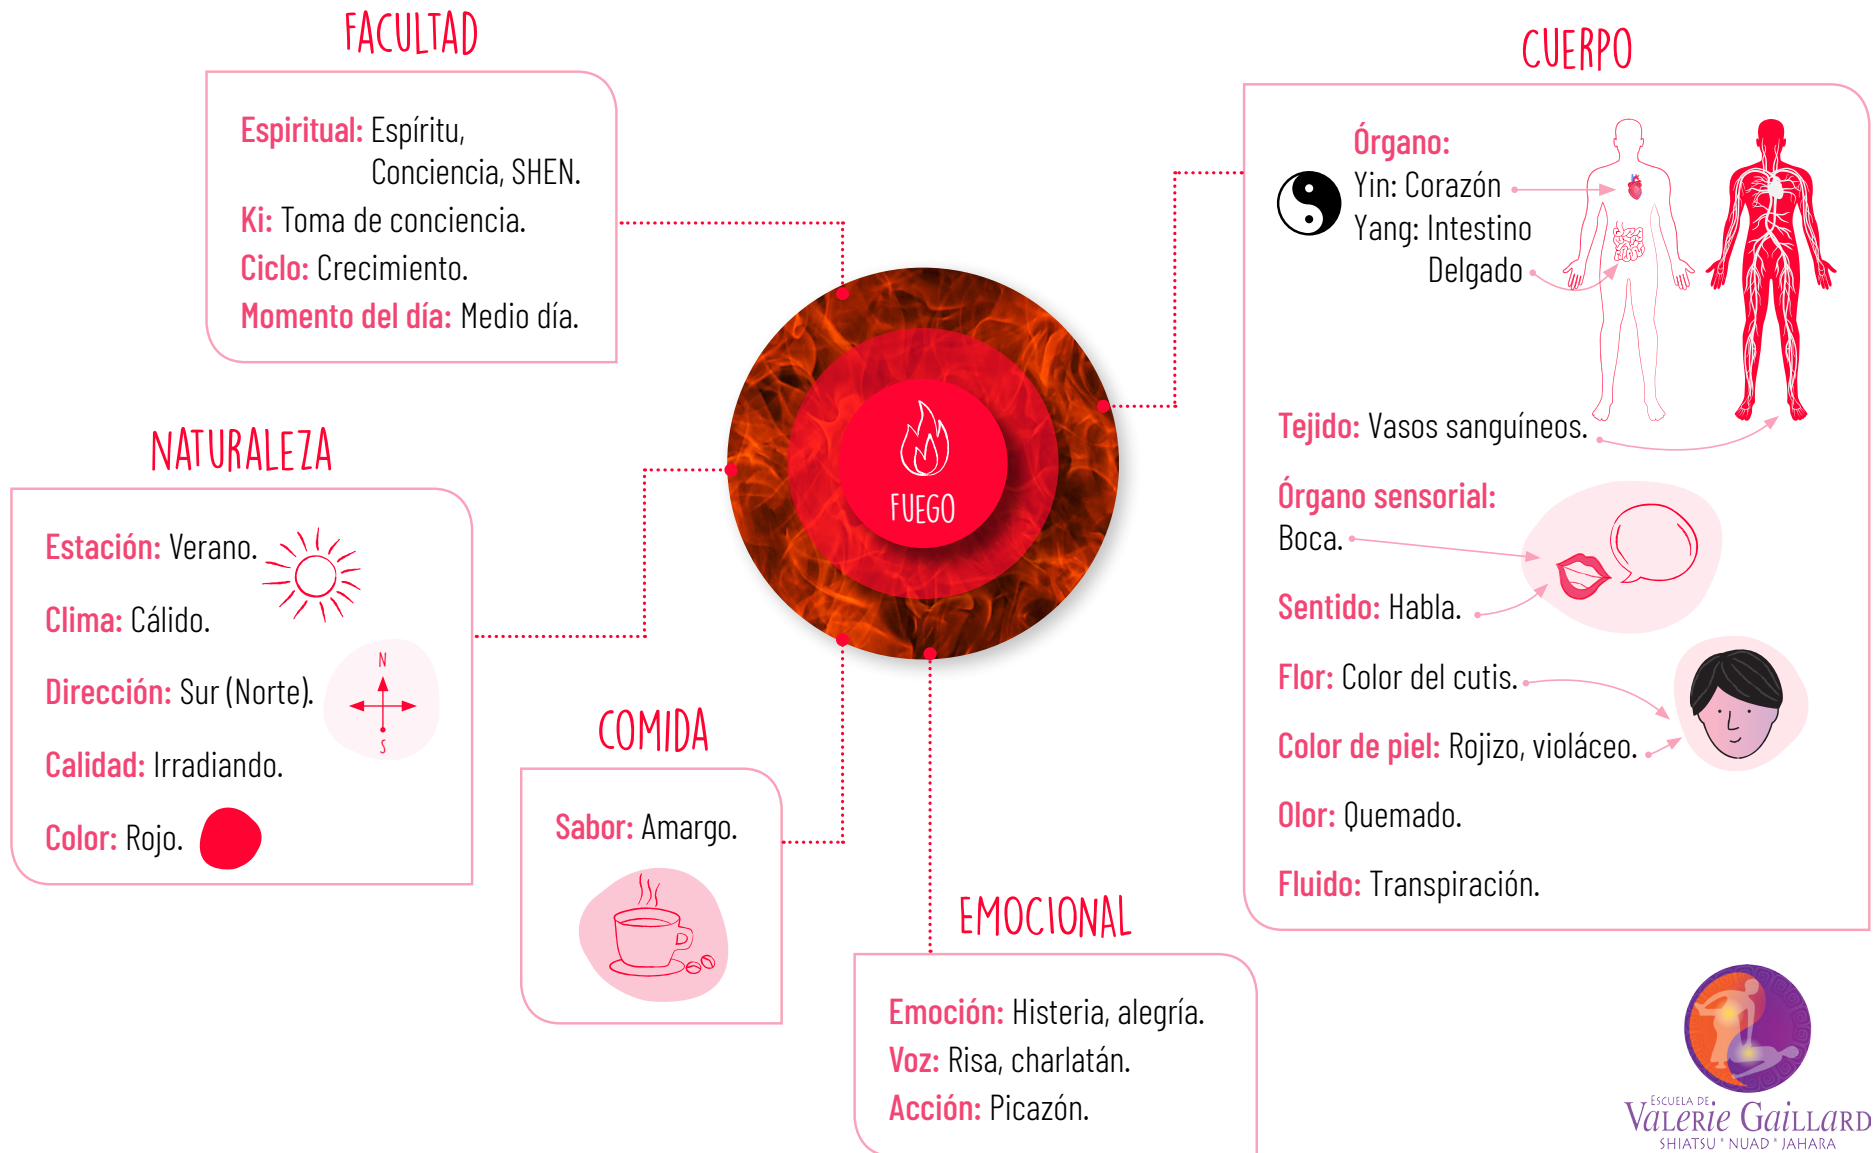 FACULTAD
Espiritual: Espíritu,
Conciencia, SHEN.
Ki: Toma de conciencia.
Ciclo: Crecimiento.
Momento del día: Medio día.
NATURALEZA
Estación: Verano.
Clima: Cálido.
Dirección: Sur (Norte).
N
S
Calidad: Irradiando.
Color: Rojo.
FUEGO
COMIDA
Sabor: Amargo.
EMOCIONAL
Emoción: Histeria, alegría.
Voz: Risa, charlatán.
Acción: Picazón.
CUERPO
Órgano:
Yin: Corazón
Yang: Intestino
Delgado
Tejido: Vasos sanguíneos.
Órgano sensorial:
Boca.
Sentido: Habla.
Flor: Color del cutis.
Color de piel: Rojizo, violáceo.
Olor: Quemado.
Fluido: Transpiración.
ESCUELA DE
VALERIE GAILLARD
SHIATSU * NUAD * JAHARA